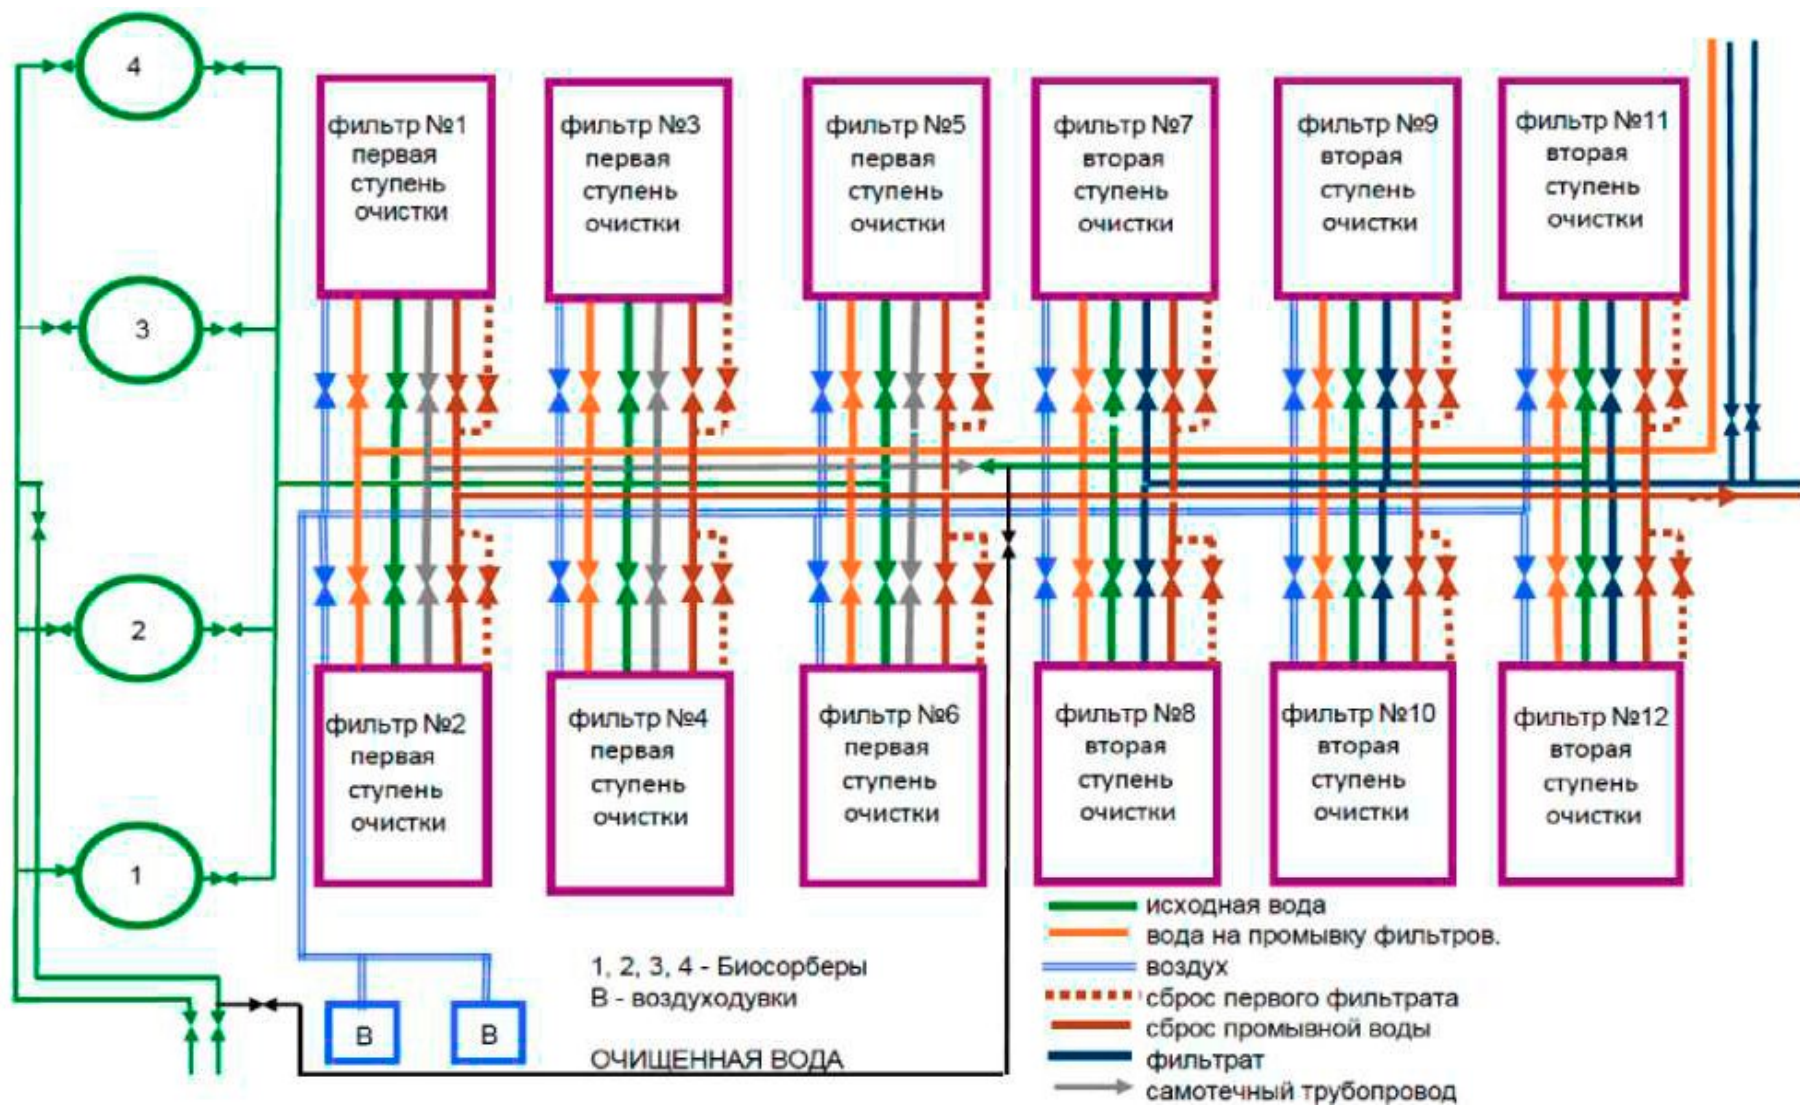 4
3
2
1
фильтр №1
первая
ступень
очистки
фильтр №3
первая
ступень
очистки
фильтр №5
первая
ступень
очистки
фильтр №7
вторая
ступень
очистки
фильтр №9
вторая
ступень
очистки
фильтр №11
вторая
ступень
очистки
фильтр №2
первая
ступень
очистки
фильтр №4
первая
ступень
очистки
фильтр №6
первая
ступень
очистки
фильтр №8
вторая
ступень
очистки
фильтр №10
вторая
ступень
очистки
фильтр №12
вторая
ступень
очистки
В
В
1, 2, 3, 4 - Биосорберы
В - воздуходувки
ОЧИЩЕННАЯ ВОДА
исходная вода
вода на промывку фильтров.
воздух
сброс первого фильтрата
сброс промывной воды
фильтрат
самотечный трубопровод